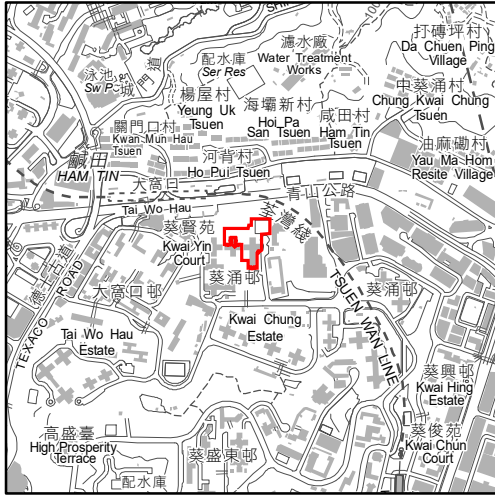 打磚坪村
Da Chuen Ping
Village
濾水廠
Water Treatment
Works
配水庫
Ser Res
泳池
Sw P
城
門
道
中葵涌村
Chung Kwai Chung
Tsuen
楊屋村
Yeung Uk
Tsuen
海壩新村
Hoi Pa
San Tsuen
咸田村
Ham Tin
Tsuen
關門口村
Kwan Mun Hau
Tsuen
油麻磡村
Yau Ma Hom
Resite Village
鹹田
HAM TIN
河背村
Ho Pui Tsuen
大窩口
Tai Wo Hau
青山公路
荃灣綫
TSUEN WAN LINE
葵賢苑
Kwai Yin
Court
德士古道
TEXACO ROAD
葵涌邨
Kwai Chung
Estate
葵涌邨
大窩口邨
Tai Wo Hau
Estate
葵興邨
Kwai Hing
Estate
葵俊苑
Kwai Chun
Court
高盛臺
High Prosperity
Terrace
葵盛東邨
配水庫